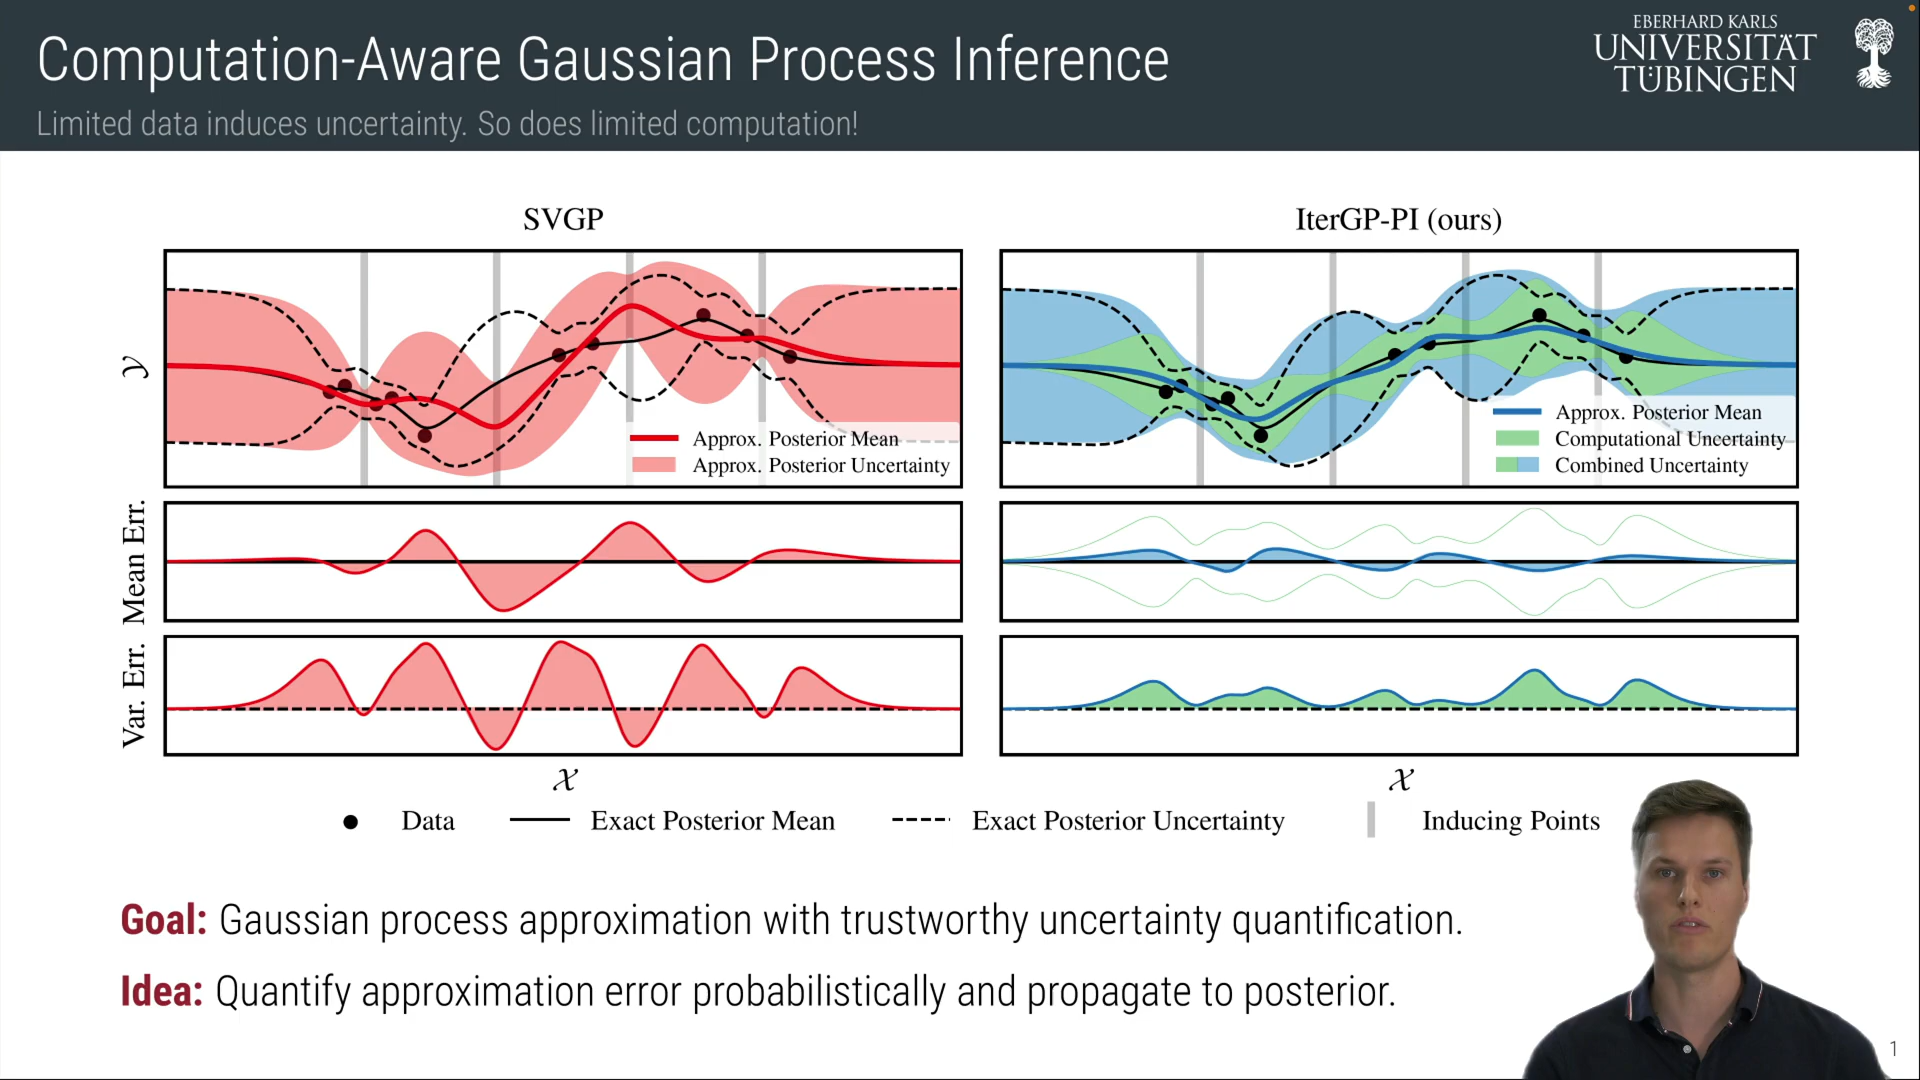 Computation-Aware Gaussian Process Inference
Limited data induces uncertainty. So does limited computation!
EBERHARD KARLS
UNIVERSITÄT
TÜBINGEN
SVGP
IterGP-PI (ours)
𝒴
Approx. Posterior Mean
Approx. Posterior Uncertainty
Approx. Posterior Mean
Computational Uncertainty
Combined Uncertainty
Mean Err.
Var. Err.
𝒳
𝒳
Data
Exact Posterior Mean
Exact Posterior Uncertainty
Inducing Points
Goal: Gaussian process approximation with trustworthy uncertainty quantification.
Idea: Quantify approximation error probabilistically and propagate to posterior.
1